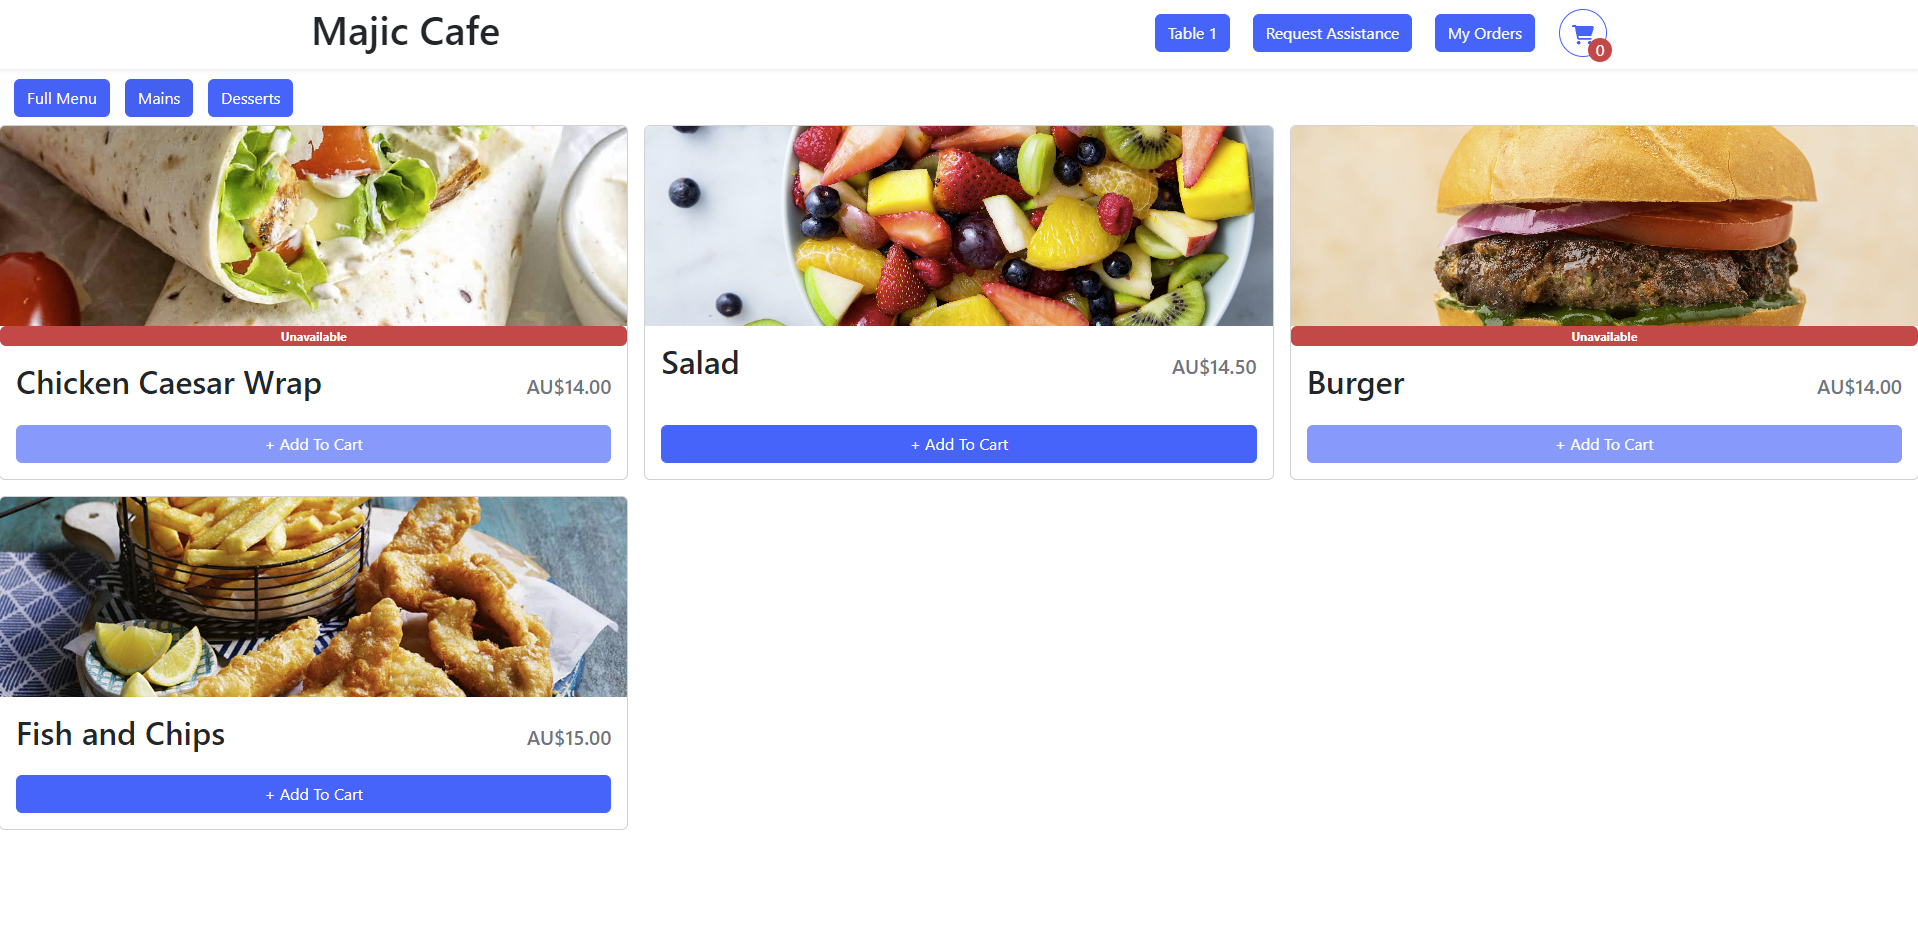 Majic Cafe
Table 1
Request Assistance
My Orders
0
Full Menu
Mains
Desserts
Unavailable
Chicken Caesar Wrap
AU$14.00
+ Add To Cart
Salad
AU$14.50
+ Add To Cart
Unavailable
Burger
AU$14.00
+ Add To Cart
Fish and Chips
AU$15.00
+ Add To Cart